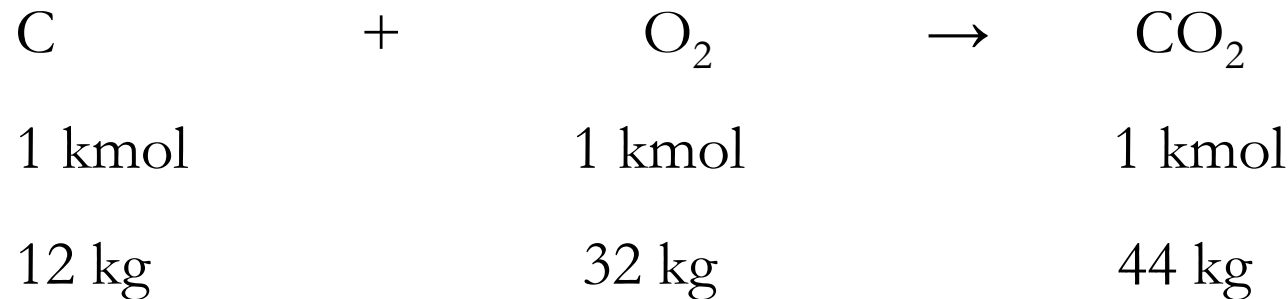 C + O₂ → CO₂
1 kmol 1 kmol 1 kmol
12 kg 32 kg 44 kg